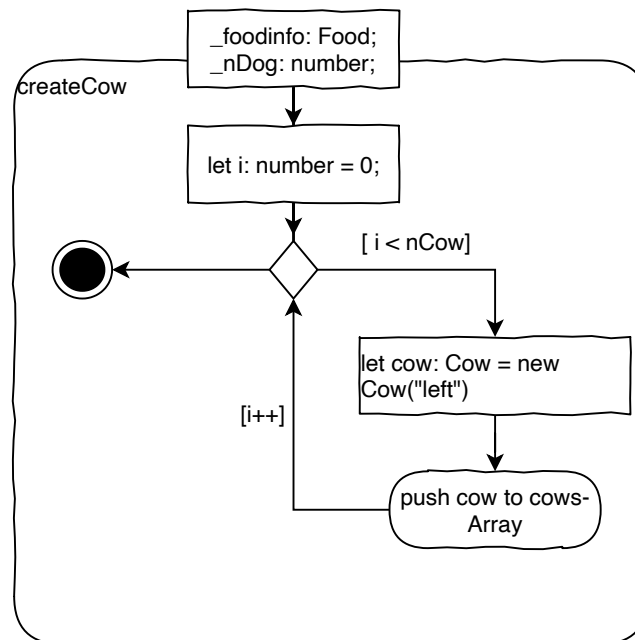 _foodinfo: Food;
_nDog: number;
createCow
let i: number = 0;
[ i < nCow]
let cow: Cow = new
Cow("left")
[i++]
push cow to cows-
Array